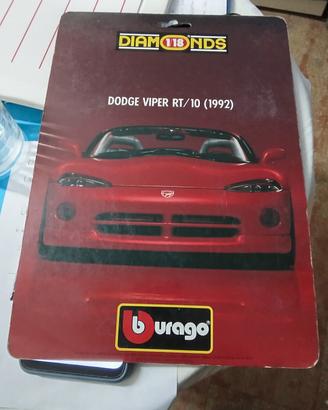 DIAMONDS
1:18
DODGE VIPER RT/10 (1992)
burago